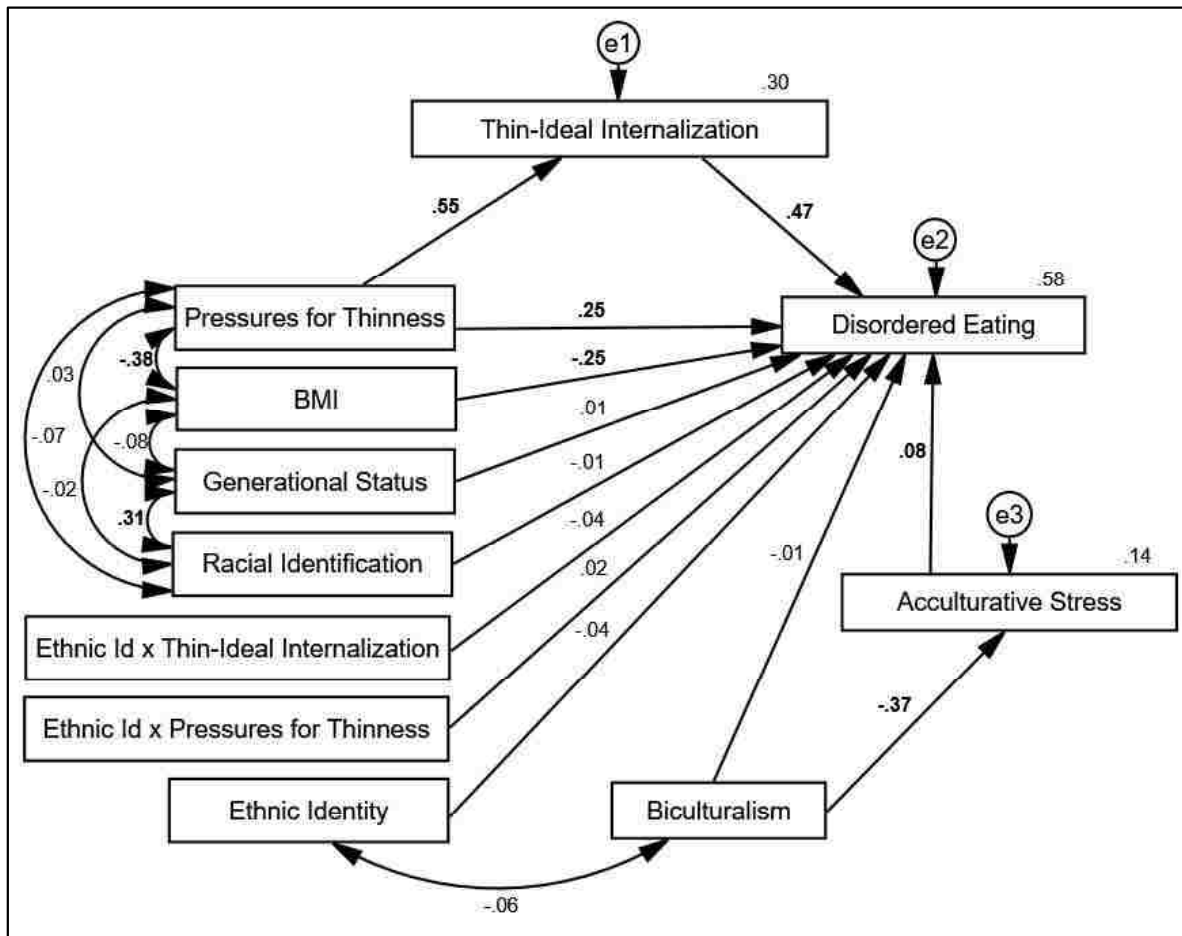 e1
.30
Thin-Ideal Internalization
.55
.47
e2
.58
Pressures for Thinness
.25
Disordered Eating
-.38
.03
-.25
BMI
.01
-.08
-.07
Generational Status
-.01
-.02
.08
.31
-.04
e3
Racial Identification
.02
-.01
.14
Acculturative Stress
Ethnic Id x Thin-Ideal Internalization
-.04
Ethnic Id x Pressures for Thinness
-.37
Ethnic Identity
Biculturalism
-.06